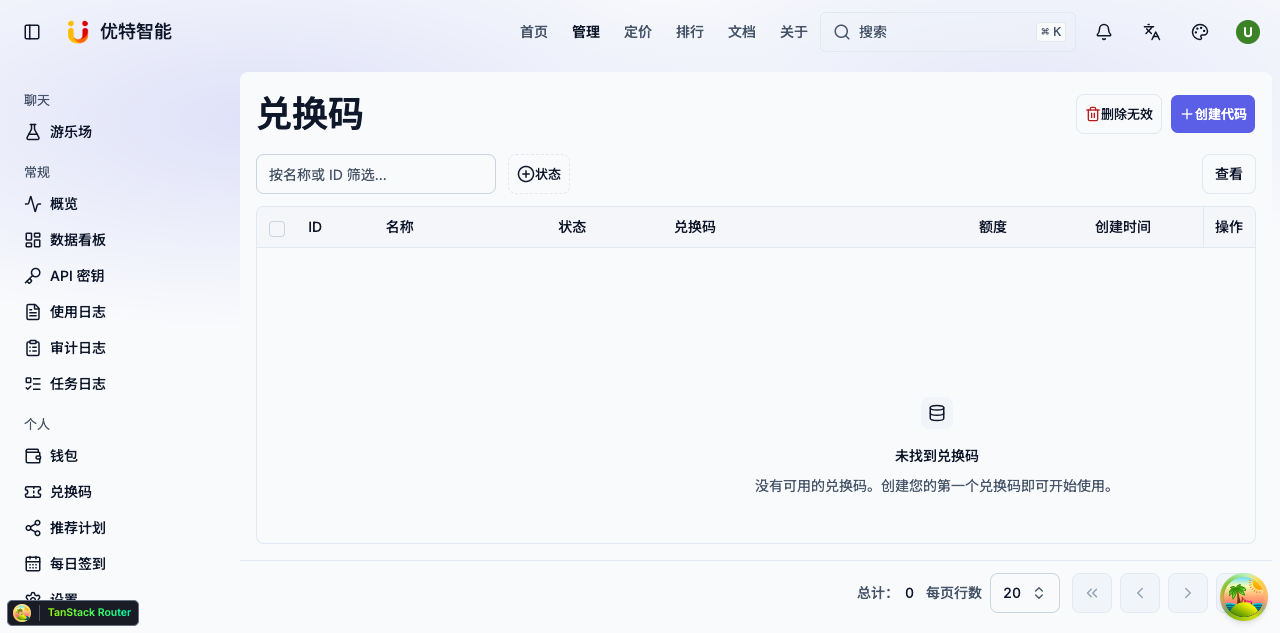 优特智能
首页 管理 定价 排行 文档 关于
搜索
⌘ K
U
聊天
游乐场
常规
概览
数据看板
API 密钥
使用日志
审计日志
任务日志
个人
钱包
兑换码
推荐计划
每日签到
设置
TanStack Router
兑换码
删除无效
创建代码
按名称或 ID 筛选...
状态
查看
ID 名称 状态 兑换码 额度 创建时间 操作
未找到兑换码
没有可用的兑换码。创建您的第一个兑换码即可开始使用。
总计: 0 每页行数 20